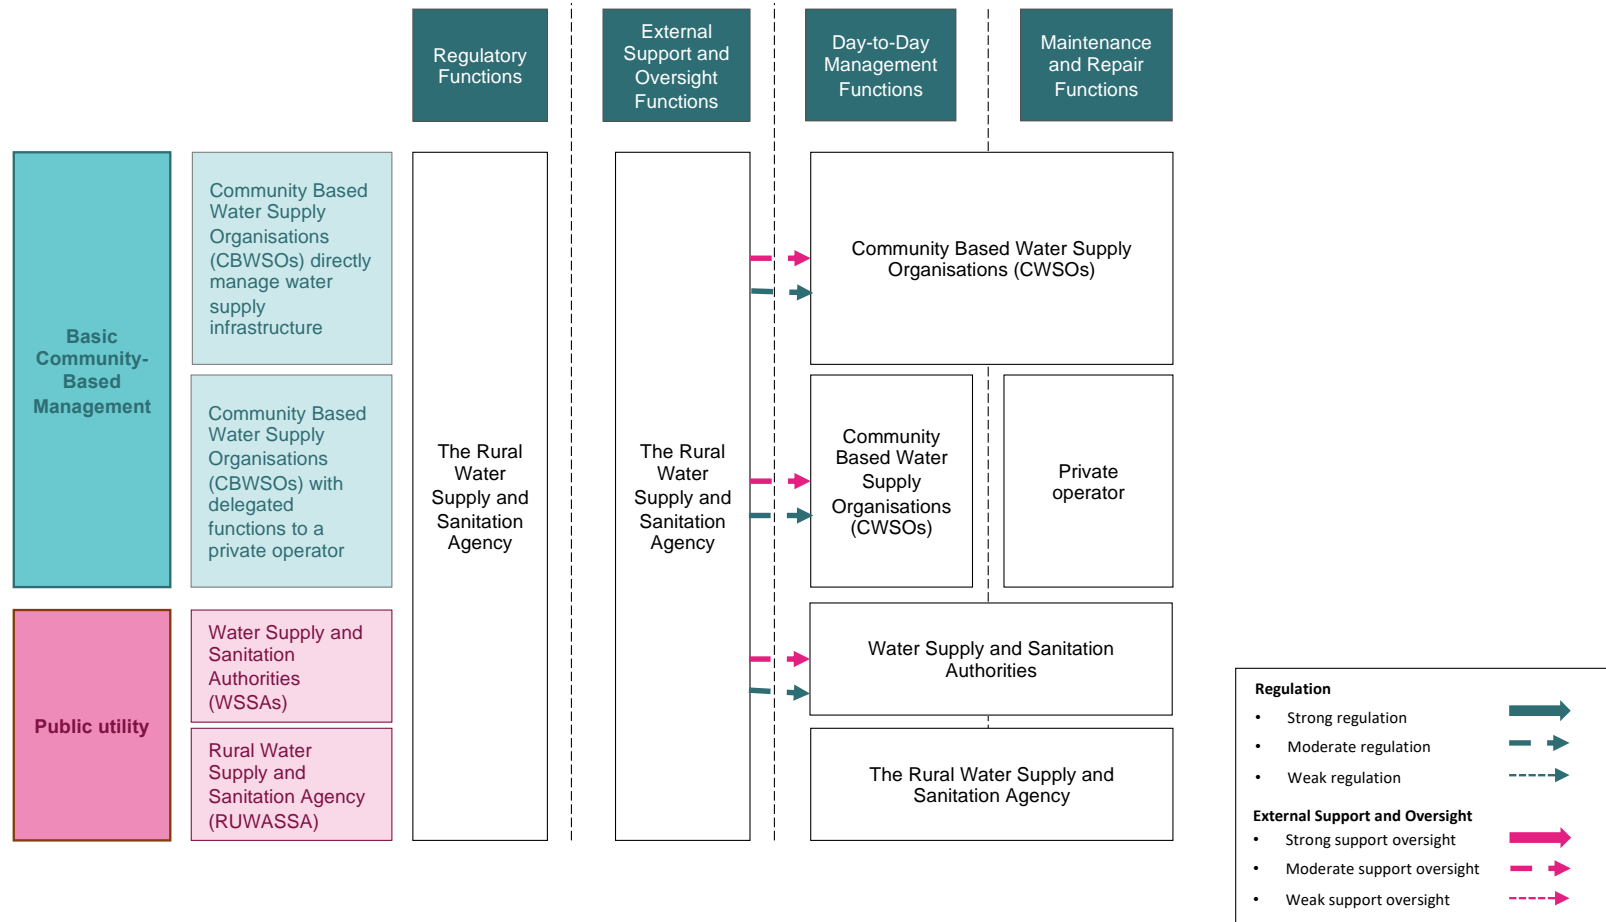 Regulatory
Functions
External
Support and
Oversight
Functions
Day-to-Day
Management
Functions
Maintenance
and Repair
Functions
Basic
Community-
Based
Management
Community Based
Water Supply
Organisations
(CBWSOs) directly
manage water
supply
infrastructure
Community Based
Water Supply
Organisations
(CBWSOs) with
delegated
functions to a
private operator
The Rural
Water
Supply and
Sanitation
Agency
The Rural
Water
Supply and
Sanitation
Agency
Community Based Water Supply
Organisations (CWSOs)
Community
Based Water
Supply
Organisations
(CWSOs)
Private
operator
Public utility
Water Supply and
Sanitation
Authorities
(WSSAs)
Rural Water
Supply and
Sanitation Agency
(RUWASSA)
Water Supply and Sanitation
Authorities
The Rural Water Supply and
Sanitation Agency
Regulation
• Strong regulation
• Moderate regulation
• Weak regulation
External Support and Oversight
• Strong support oversight
• Moderate support oversight
• Weak support oversight